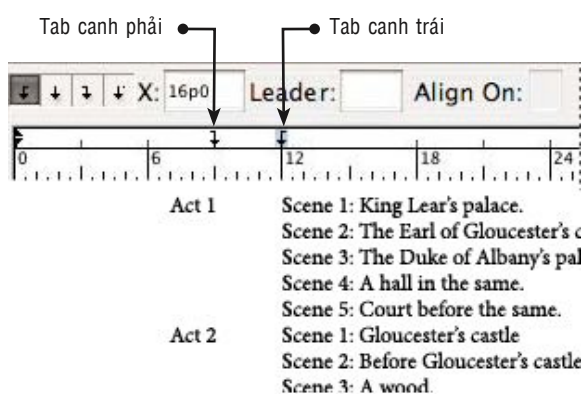 Tab canh phải Tab canh trái
X: 16p0 Leader: Align On:
0 6 12 18 24
Act 1 Scene 1: King Lear's palace.
Scene 2: The Earl of Gloucester's
Scene 3: The Duke of Albany's
Scene 4: A hall in the same.
Scene 5: Court before the same.
Act 2 Scene 1: Gloucester's castle
Scene 2: Before Gloucester's castle
Scene 3: A wood.